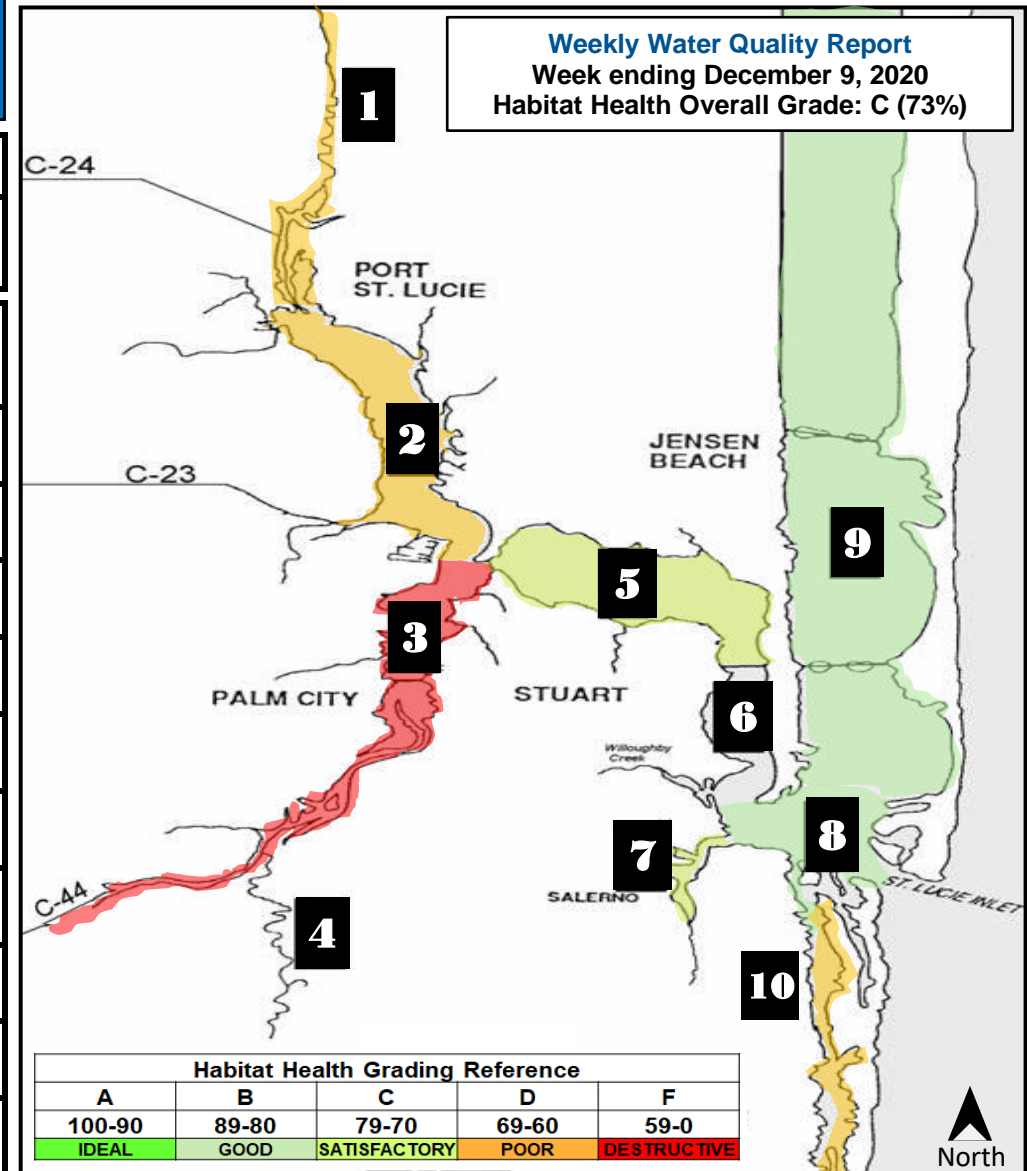 Weekly Water Quality Report
Week ending December 9, 2020
Habitat Health Overall Grade: C (73%)
1
C-24
PORT
ST. LUCIE
2
C-23
JENSEN
BEACH
9
5
3
PALM CITY
STUART
6
Willoughby
Creek
8
7
SALERNO
ST. LUCIE INLET
C-44
4
10
Habitat Health Grading Reference
A B C D F
100-90 89-80 79-70 69-60 59-0
IDEAL GOOD SATISFACTORY POOR DESTRUCTIVE
North